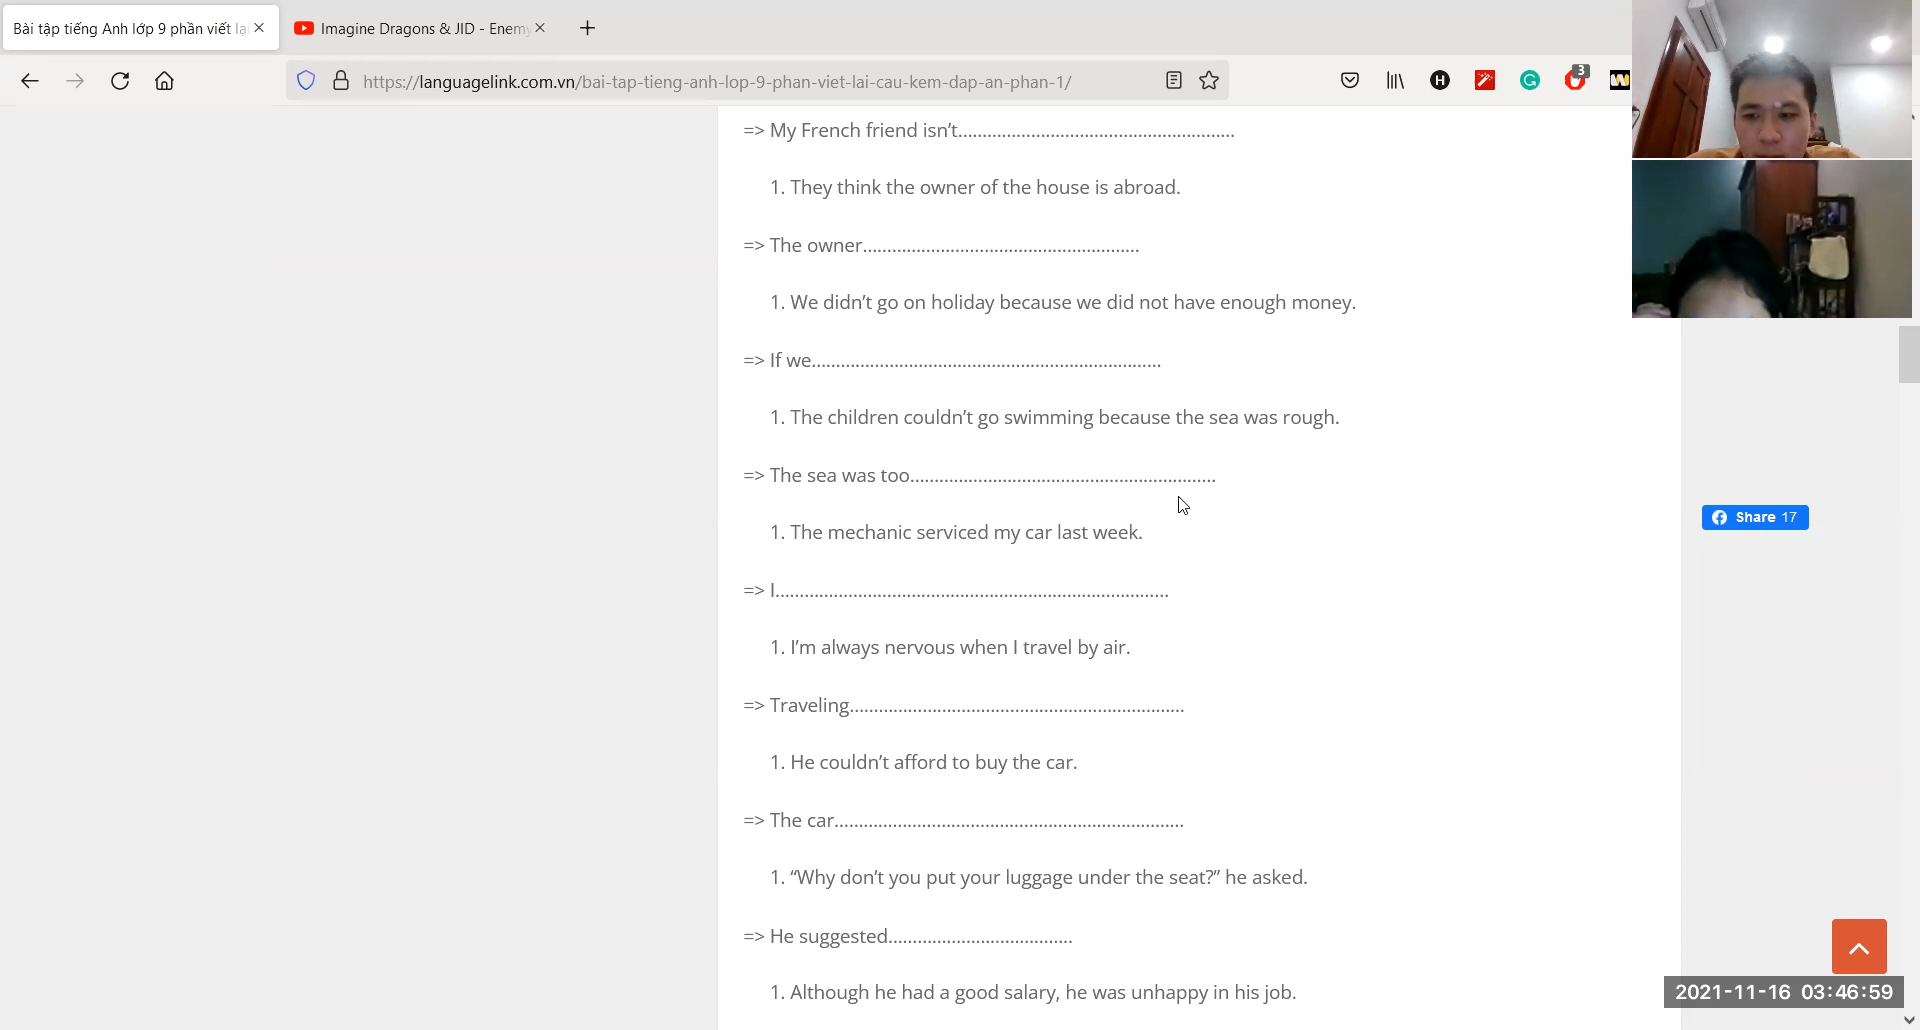 Bài tập tiếng Anh lớp 9 phần viết lại
Imagine Dragons & JID - Enemy
https://languagelink.com.vn/bai-tap-tieng-anh-lop-9-phan-viet-lai-cau-kem-dap-an-phan-1/
3
=> My French friend isn’t.........................................................
1. They think the owner of the house is abroad.
=> The owner.........................................................
1. We didn’t go on holiday because we did not have enough money.
=> If we........................................................................
1. The children couldn’t go swimming because the sea was rough.
=> The sea was too...............................................................
1. The mechanic serviced my car last week.
=> I.................................................................................
1. I’m always nervous when I travel by air.
=> Traveling.....................................................................
1. He couldn’t afford to buy the car.
=> The car........................................................................
1. “Why don’t you put your luggage under the seat?” he asked.
=> He suggested......................................
1. Although he had a good salary, he was unhappy in his job.
Share 17
2021-11-16 03:46:59